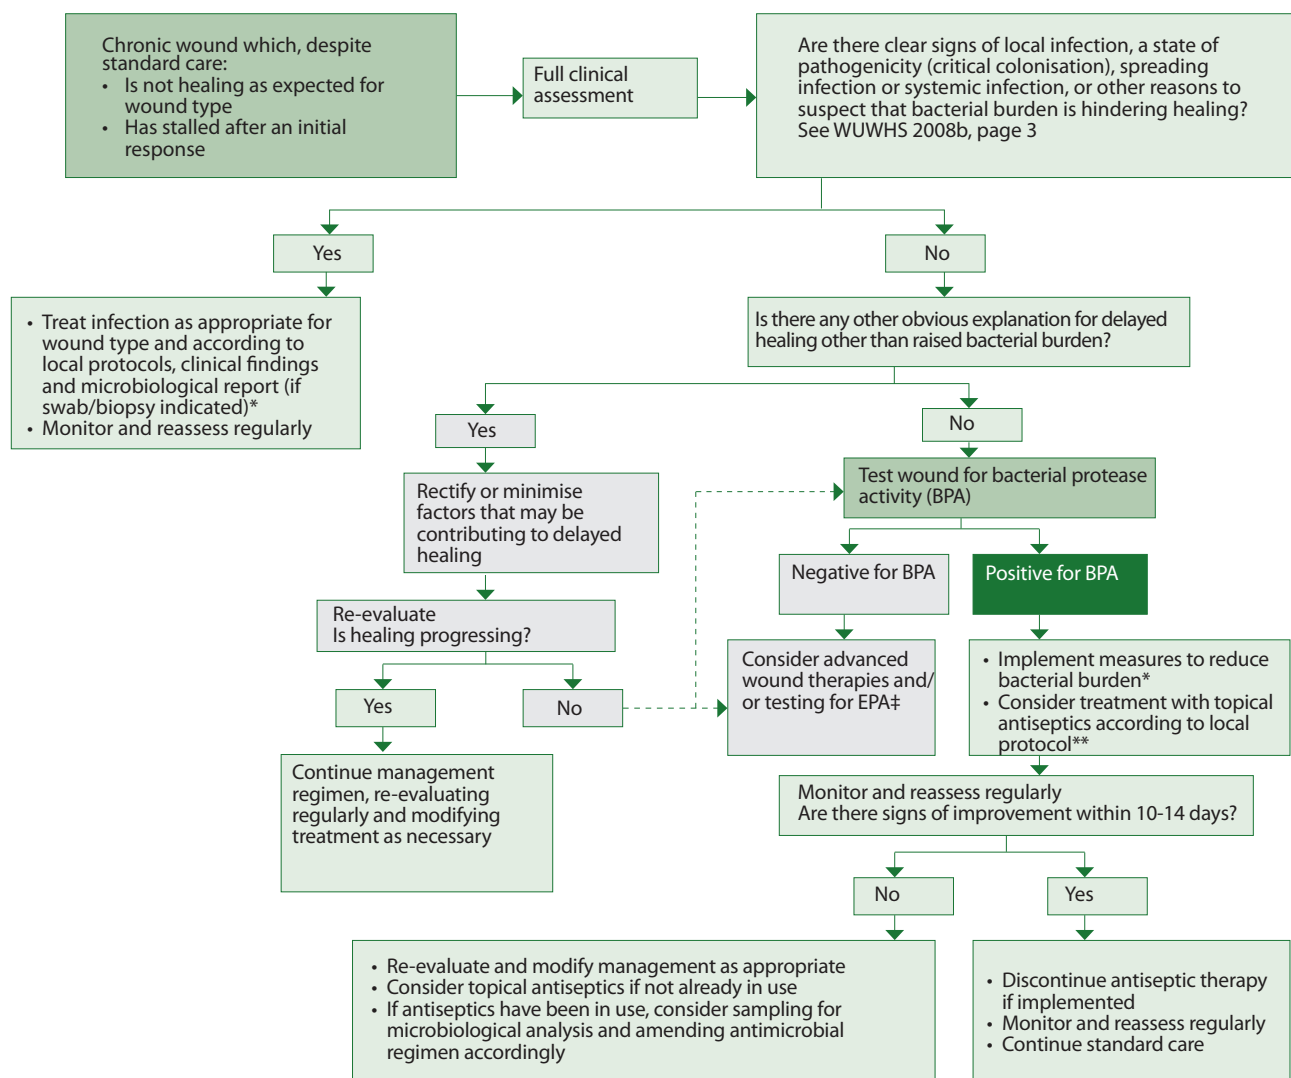 Chronic wound which, despite
standard care:
• Is not healing as expected for
wound type
• Has stalled after an initial
response
Full clinical
assessment
Are there clear signs of local infection, a state of
pathogenicity (critical colonisation), spreading
infection or systemic infection, or other reasons to
suspect that bacterial burden is hindering healing?
See WUWHS 2008b, page 3
Yes
No
• Treat infection as appropriate for
wound type and according to
local protocols, clinical findings
and microbiological report (if
swab/biopsy indicated)*
• Monitor and reassess regularly
Is there any other obvious explanation for delayed
healing other than raised bacterial burden?
Yes
No
Rectify or minimise
factors that may be
contributing to delayed
healing
Test wound for bacterial protease
activity (BPA)
Negative for BPA
Positive for BPA
Re-evaluate
Is healing progressing?
Yes
No
Consider advanced
wound therapies and/
or testing for EPA‡
• Implement measures to reduce
bacterial burden*
• Consider treatment with topical
antiseptics according to local
protocol**
Continue management
regimen, re-evaluating
regularly and modifying
treatment as necessary
Monitor and reassess regularly
Are there signs of improvement within 10-14 days?
No
Yes
• Re-evaluate and modify management as appropriate
• Consider topical antiseptics if not already in use
• If antiseptics have been in use, consider sampling for
microbiological analysis and amending antimicrobial
regimen accordingly
• Discontinue antiseptic therapy
if implemented
• Monitor and reassess regularly
• Continue standard care